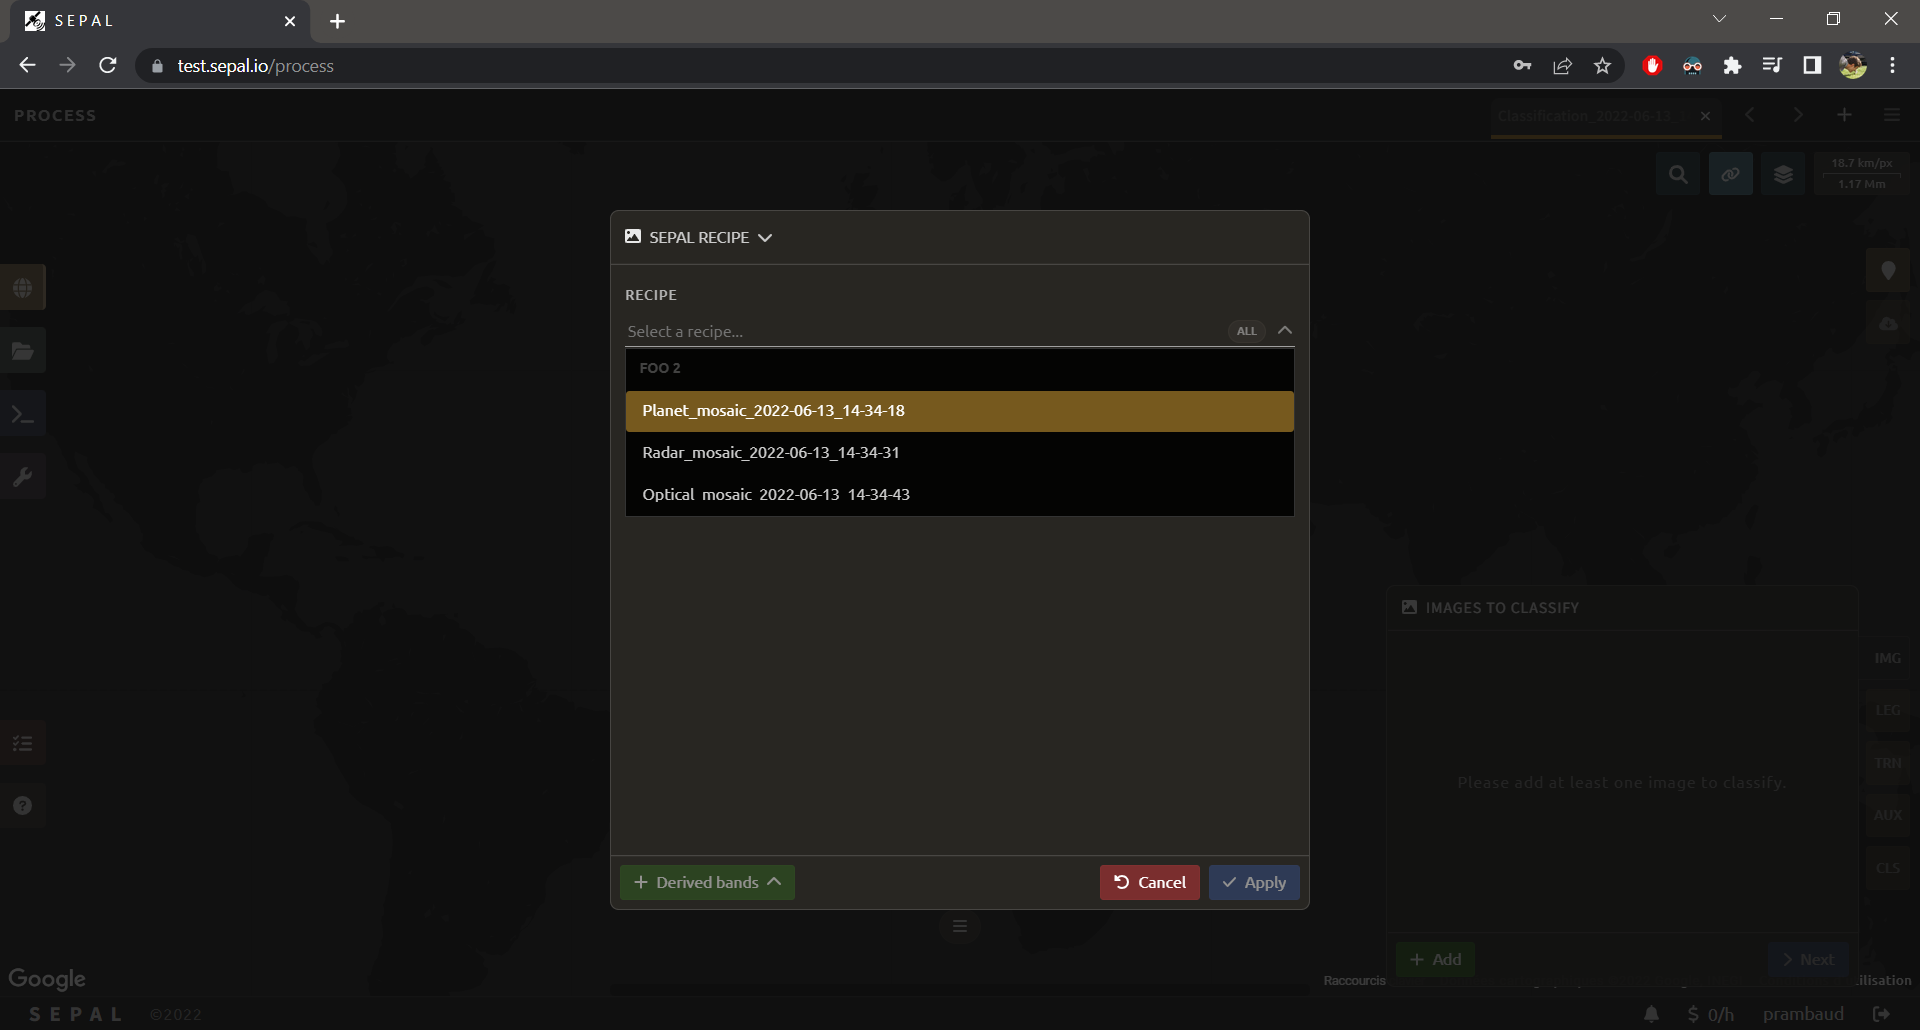 SEPAL
test.sepal.io/process
PROCESS
Classification_2022-06-13_
18.7 km/px
1.17 Mm
SEPAL RECIPE
RECIPE
Select a recipe...
ALL
FOO 2
Planet_mosaic_2022-06-13_14-34-18
Radar_mosaic_2022-06-13_14-34-31
Optical mosaic 2022-06-13 14-34-43
IMAGES TO CLASSIFY
IMG
LEG
TRN
Please add at least one image to classify.
AUX
CLS
Derived bands
Cancel
Apply
Add
Next
Google
Raccourcis
ilisation
SEPAL ©2022
$ 0/h
prambaud